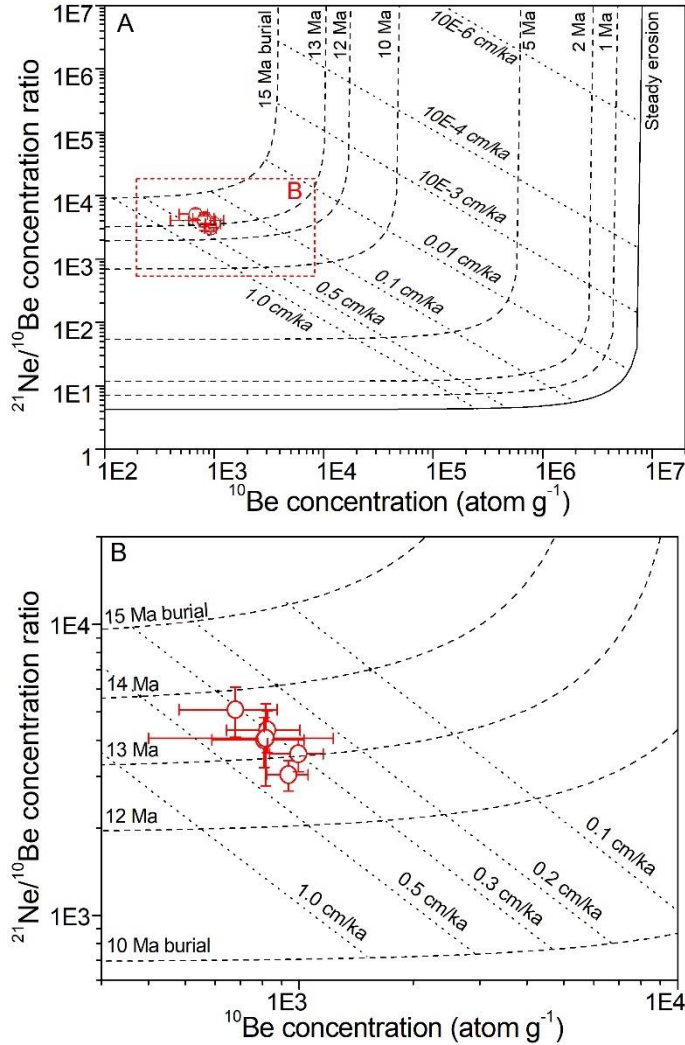 A
1E7
1E6
1E5
1E4
1E3
1E2
1E1
1
²¹Ne/¹⁰Be concentration ratio
15 Ma burial
13 Ma
12 Ma
10 Ma
5 Ma
2 Ma
1 Ma
Steady erosion
10E-6 cm/ka
10E-4 cm/ka
10E-3 cm/ka
0.01 cm/ka
0.1 cm/ka
0.5 cm/ka
1.0 cm/ka
B
1E2
1E3
1E4
1E5
1E6
1E7
¹⁰Be concentration (atom g⁻¹)
B
1E4
1E3
²¹Ne/¹⁰Be concentration ratio
15 Ma burial
14 Ma
13 Ma
12 Ma
10 Ma burial
0.1 cm/ka
0.2 cm/ka
0.3 cm/ka
0.5 cm/ka
1.0 cm/ka
1E3
1E4
¹⁰Be concentration (atom g⁻¹)